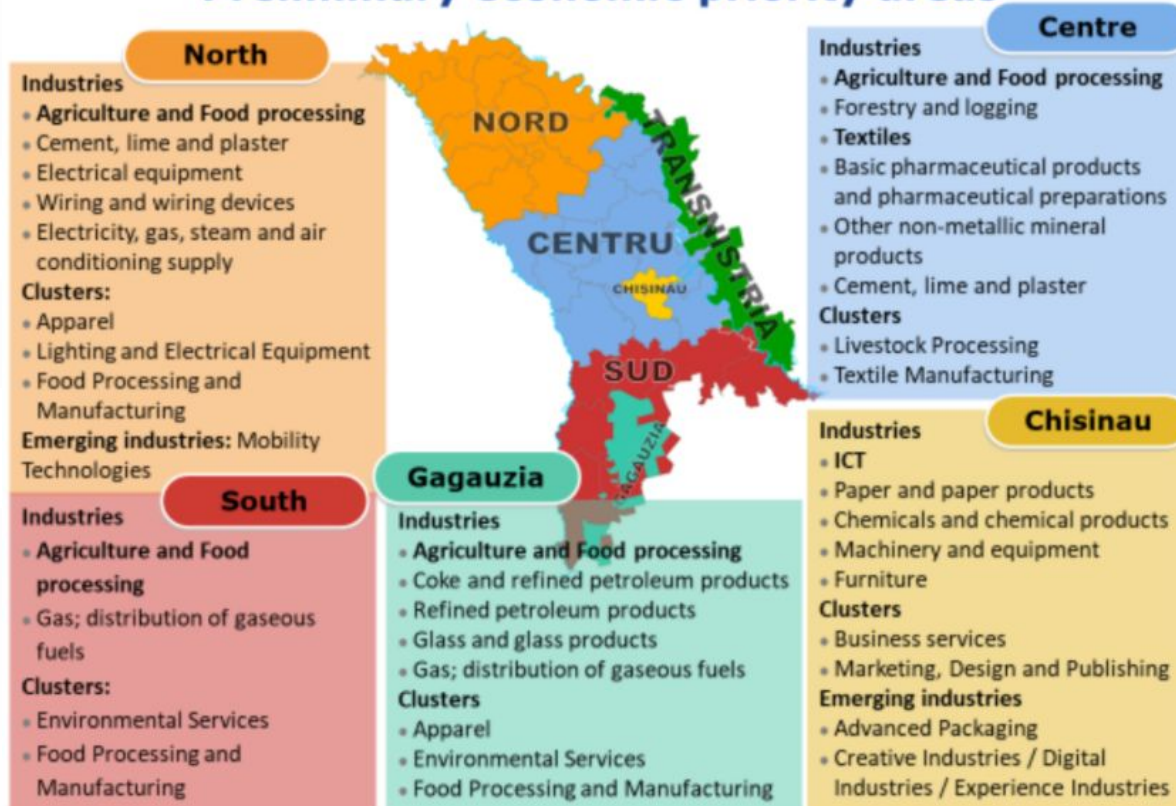 Preliminary economic priority areas
North
Industries
• Agriculture and Food processing
• Cement, lime and plaster
• Electrical equipment
• Wiring and wiring devices
• Electricity, gas, steam and air
conditioning supply
Clusters:
• Apparel
• Lighting and Electrical Equipment
• Food Processing and
Manufacturing
Emerging industries: Mobility
Technologies
South
Industries
• Agriculture and Food
processing
• Gas; distribution of gaseous
fuels
Clusters:
• Environmental Services
• Food Processing and
Manufacturing
NORD
TRANSNISTRIA
CENTRU
CHISINAU
SUD
GAGAUZIA
Gagauzia
Industries
• Agriculture and Food processing
• Coke and refined petroleum products
• Refined petroleum products
• Glass and glass products
• Gas; distribution of gaseous fuels
Clusters
• Apparel
• Environmental Services
• Food Processing and Manufacturing
Centre
Industries
• Agriculture and Food processing
• Forestry and logging
• Textiles
• Basic pharmaceutical products
and pharmaceutical preparations
• Other non-metallic mineral
products
• Cement, lime and plaster
Clusters
• Livestock Processing
• Textile Manufacturing
Chisinau
Industries
• ICT
• Paper and paper products
• Chemicals and chemical products
• Machinery and equipment
• Furniture
Clusters
• Business services
• Marketing, Design and Publishing
Emerging industries
• Advanced Packaging
• Creative Industries / Digital
Industries / Experience Industries